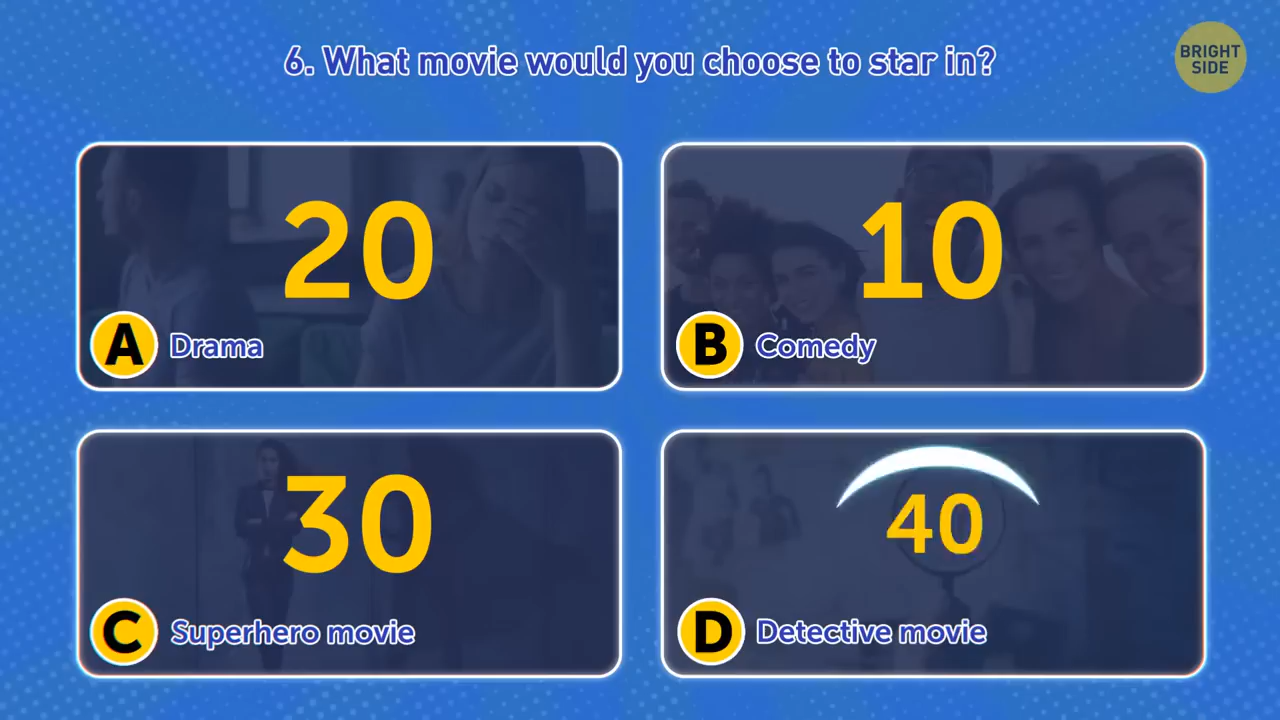 6. What movie would you choose to star in?
BRIGHT
SIDE
20
A Drama
10
B Comedy
30
C Superhero movie
40
D Detective movie